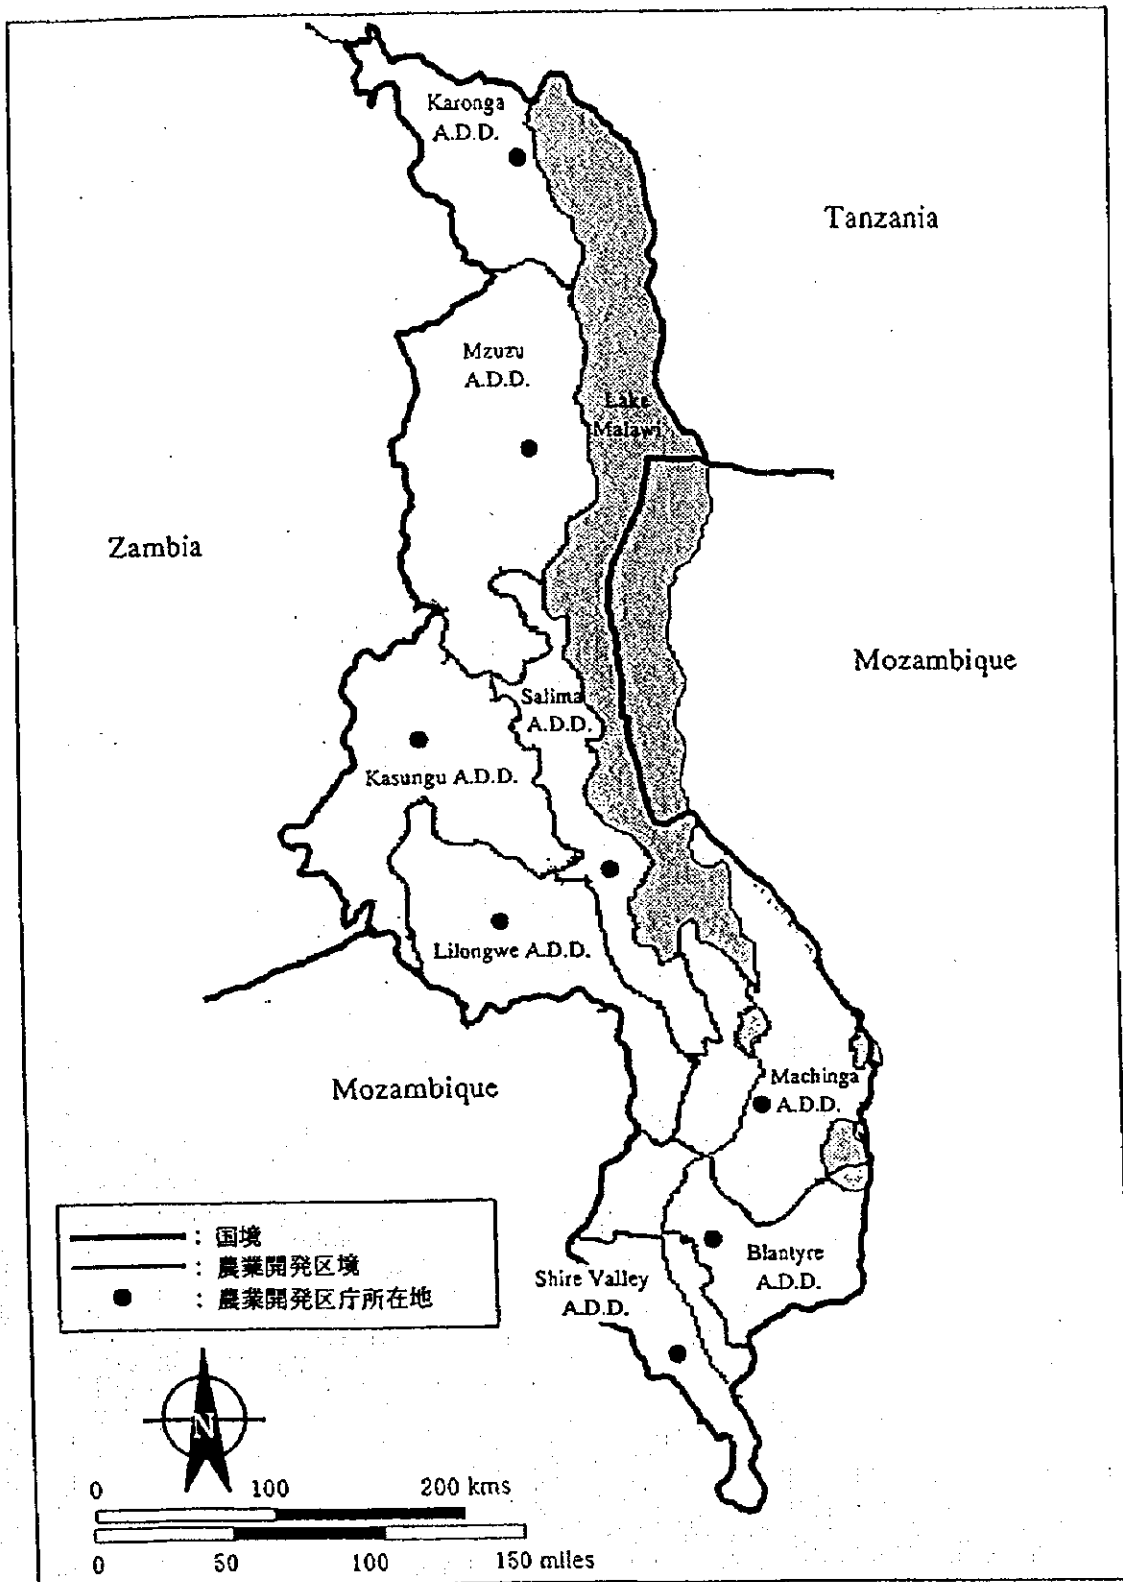 Karonga
A.D.D.
Tanzania
Mzuzu
A.D.D.
Lake
Malawi
Zambia
Mozambique
Salima
A.D.D.
Kasungu A.D.D.
Lilongwe A.D.D.
Mozambique
Machinga
A.D.D.
Blantyre
A.D.D.
Shire Valley
A.D.D.
: 国境
: 農業開発区境
: 農業開発区庁所在地
N
0 100 200 kms
0 50 100 150 miles